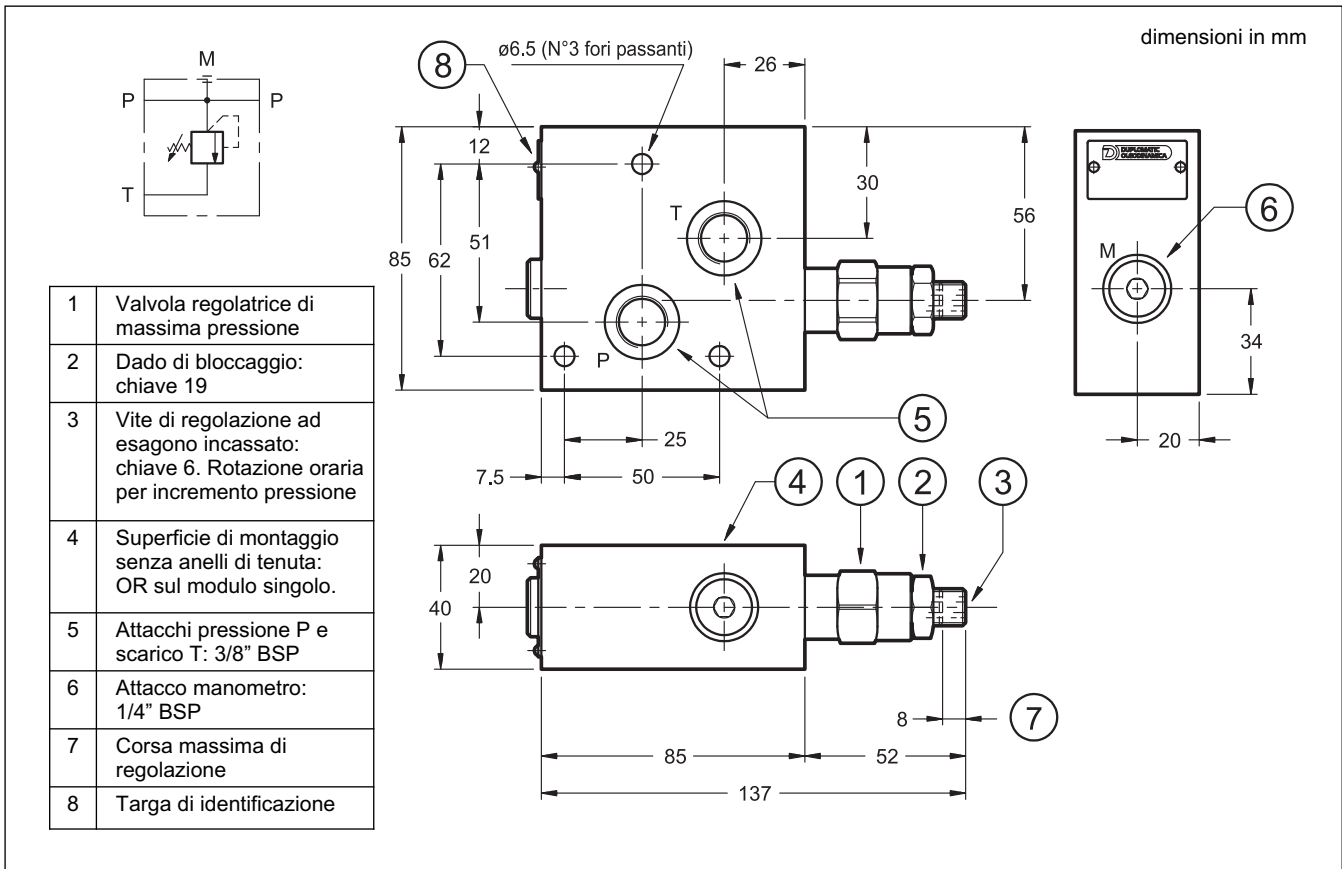 dimensioni in mm
M
P
P
T
8
ø6.5 (N°3 fori passanti)
26
12
30
56
51
62
85
T
P
5
25
7.5
50
DUPLOMATIC
OLEODINAMICA
6
M
34
20
4
1
2
3
20
40
8
7
85
52
137
1 Valvola regolatrice di
massima pressione
2 Dado di bloccaggio:
chiave 19
3 Vite di regolazione ad
esagono incassato:
chiave 6. Rotazione oraria
per incremento pressione
4 Superficie di montaggio
senza anelli di tenuta:
OR sul modulo singolo.
5 Attacchi pressione P e
scarico T: 3/8” BSP
6 Attacco manometro:
1/4” BSP
7 Corsa massima di
regolazione
8 Targa di identificazione